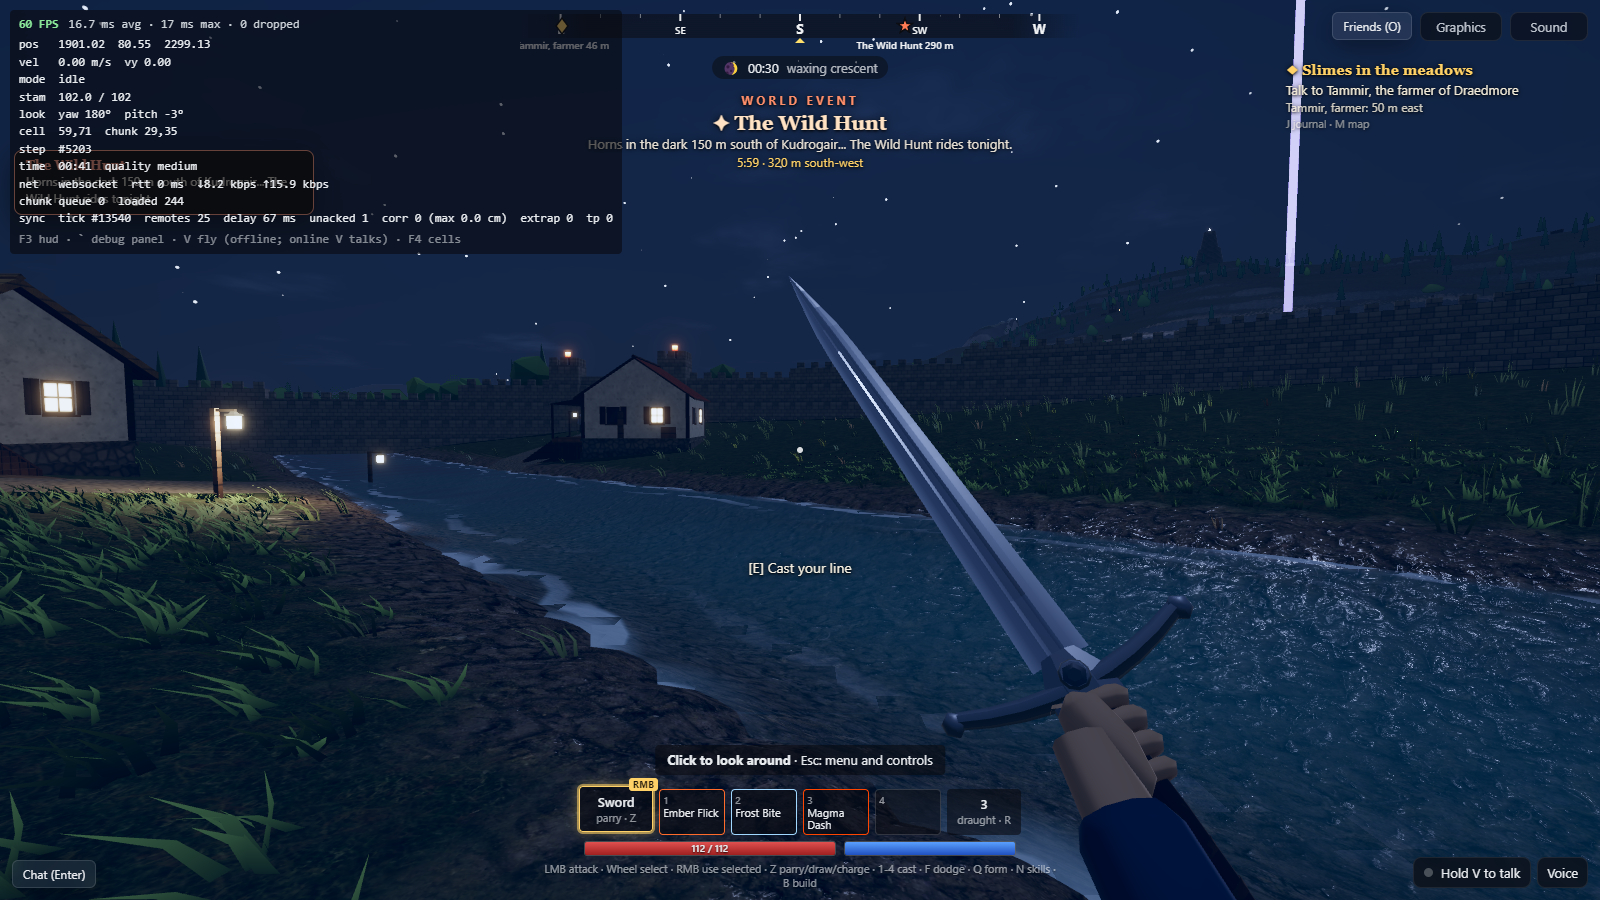 60 FPS 16.7 ms avg · 17 ms max · 0 dropped
pos 1901.02 80.55 2299.13
vel 0.00 m/s vy 0.00
mode idle
stam 102.0 / 102
look yaw 180° pitch -3°
cell 59,71 chunk 29,35
step #5203
time 00:41 quality medium
net websocket rtt 0 ms ↓8.2 kbps ↑15.9 kbps
chunk queue 0 loaded 244
sync tick #13540 remotes 25 delay 67 ms unacked 1 corr 0 (max 0.0 cm) extrap 0 tp 0
F3 hud · ` debug panel · V fly (offline; online V talks) · F4 cells
SE S SW W
ammir, farmer 46 m
The Wild Hunt 290 m
00:30 waxing crescent
WORLD EVENT
The Wild Hunt
Horns in the dark 150 m south of Kudrogair... The Wild Hunt rides tonight.
5:59 · 320 m south-west
Friends (O)
Graphics
Sound
Slimes in the meadows
Talk to Tammir, the farmer of Draedmore
Tammir, farmer: 50 m east
J journal · M map
[E] Cast your line
Click to look around · Esc: menu and controls
RMB
Sword
parry · Z
1
Ember Flick
2
Frost Bite
3
Magma
Dash
4
3
draught · R
112 / 112
LMB attack · Wheel select · RMB use selected · Z parry/draw/charge · 1-4 cast · F dodge · Q form · N skills ·
B build
Chat (Enter)
Hold V to talk
Voice